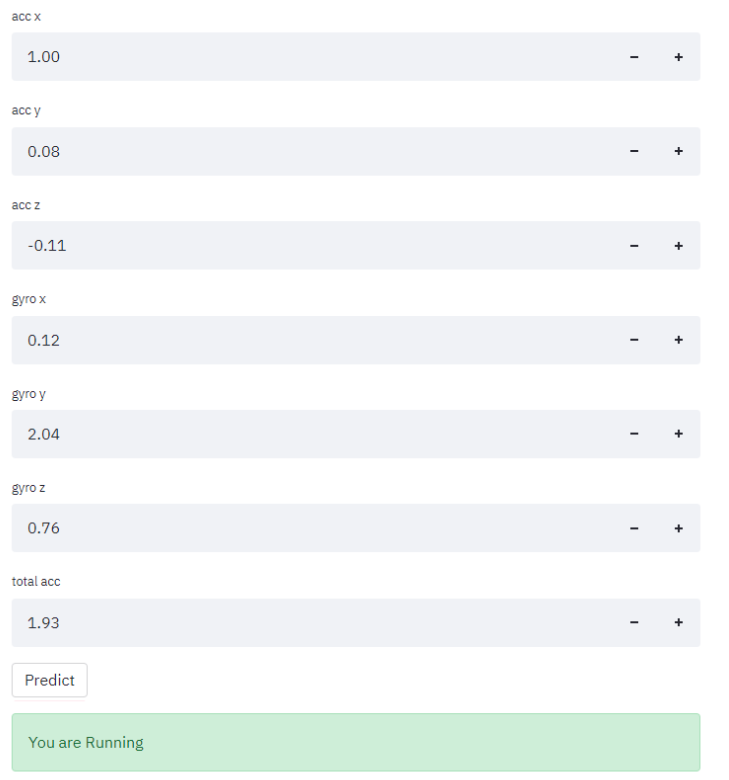 acc x
1.00 − +
acc y
0.08 − +
acc z
-0.11 − +
gyro x
0.12 − +
gyro y
2.04 − +
gyro z
0.76 − +
total acc
1.93 − +
Predict
You are Running